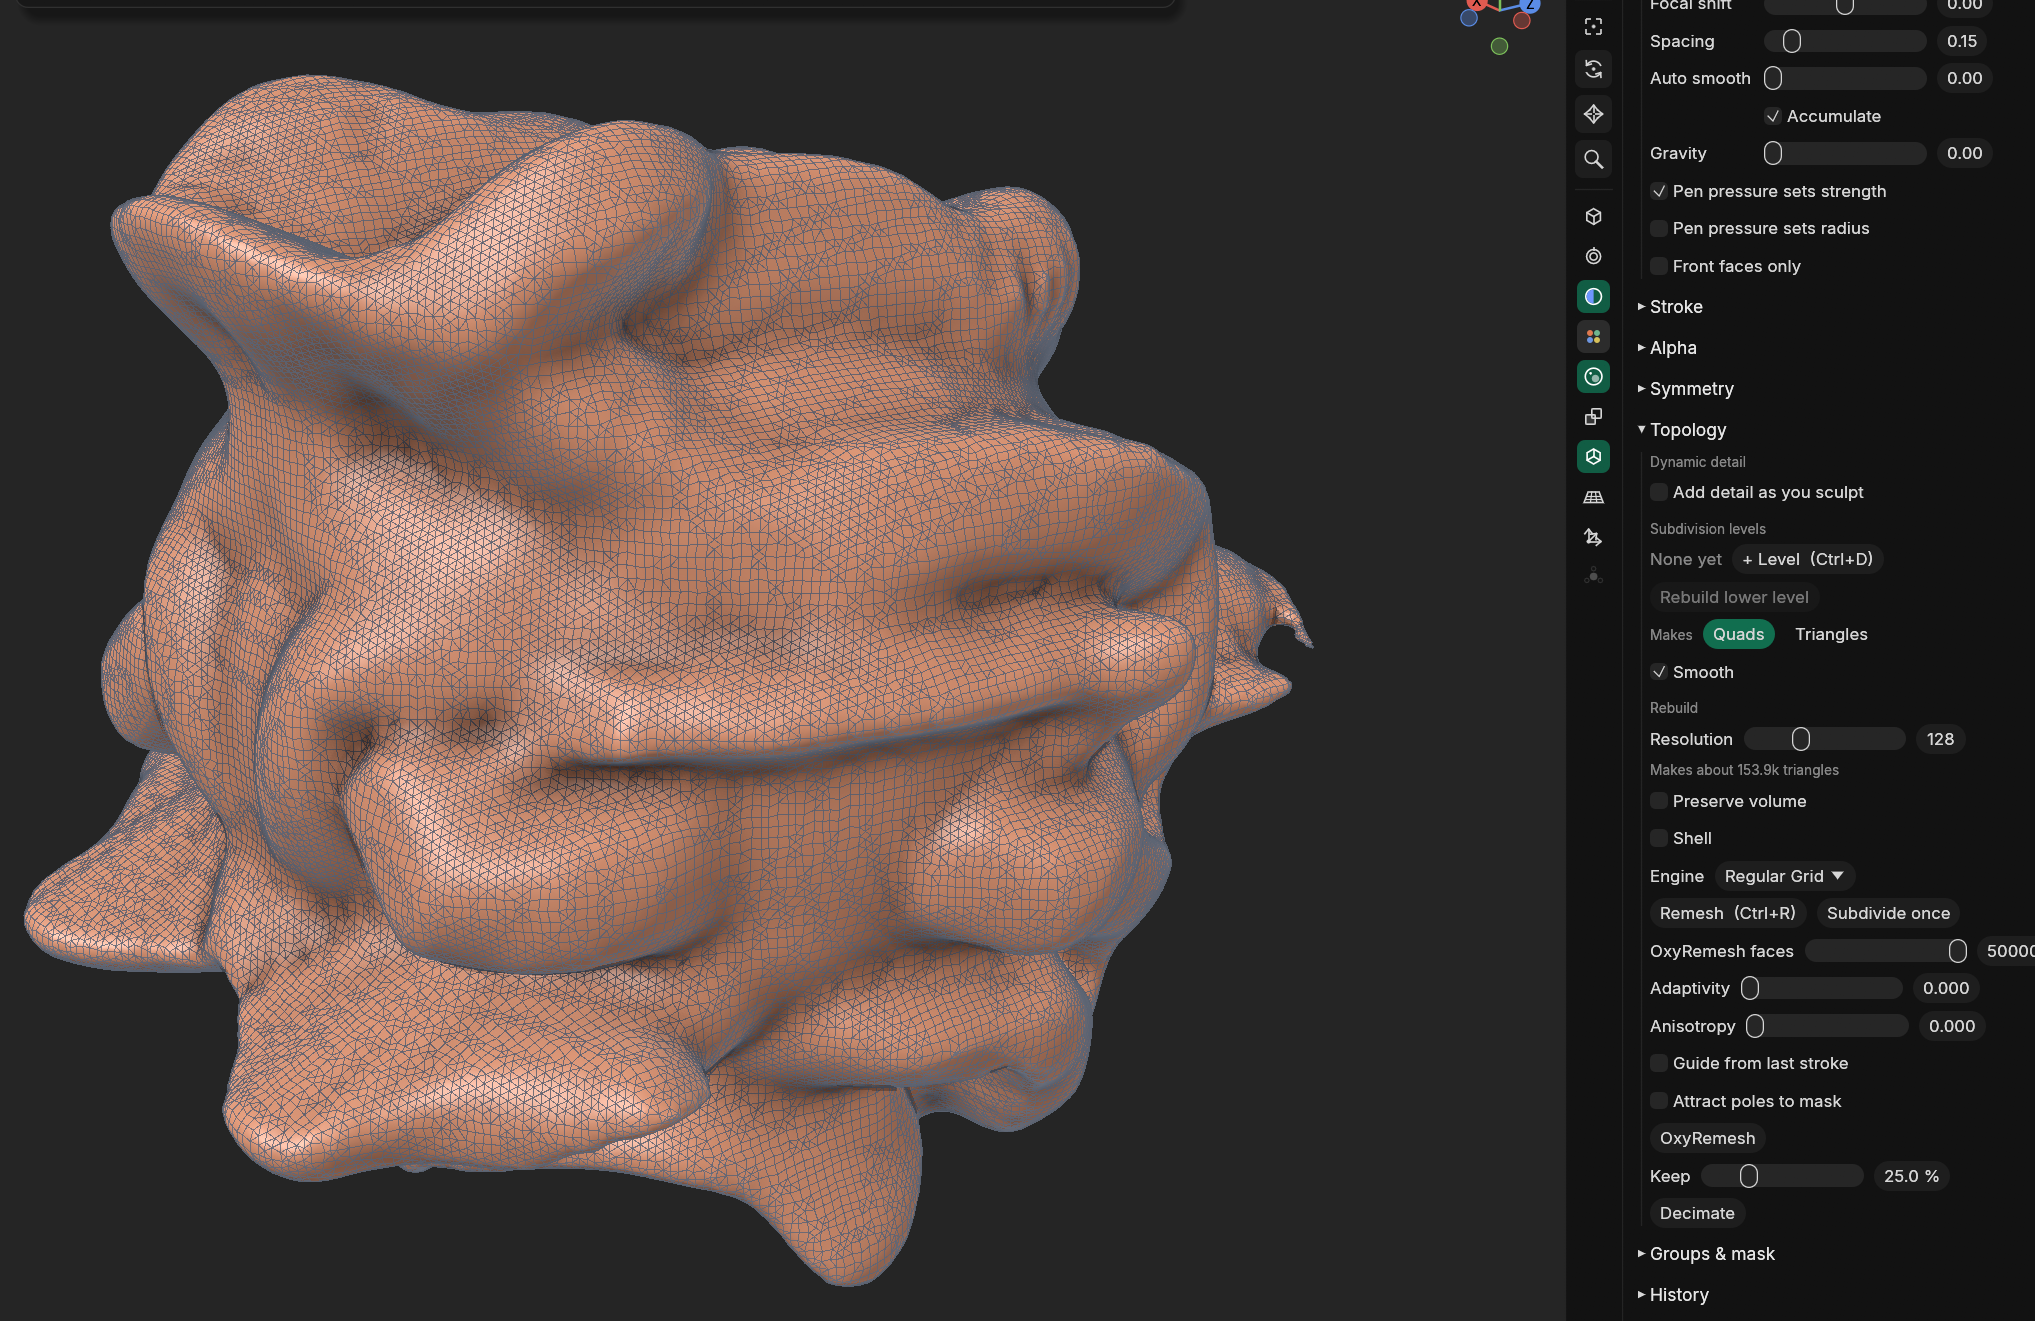 X
Z
Focal shift 0.00
Spacing 0.15
Auto smooth 0.00
Accumulate
Gravity 0.00
Pen pressure sets strength
Pen pressure sets radius
Front faces only
Stroke
Alpha
Symmetry
Topology
Dynamic detail
Add detail as you sculpt
Subdivision levels
None yet + Level (Ctrl+D)
Rebuild lower level
Makes Quads Triangles
Smooth
Rebuild
Resolution 128
Makes about 153.9k triangles
Preserve volume
Shell
Engine Regular Grid
Remesh (Ctrl+R) Subdivide once
OxyRemesh faces 50000
Adaptivity 0.000
Anisotropy 0.000
Guide from last stroke
Attract poles to mask
OxyRemesh
Keep 25.0 %
Decimate
Groups & mask
History